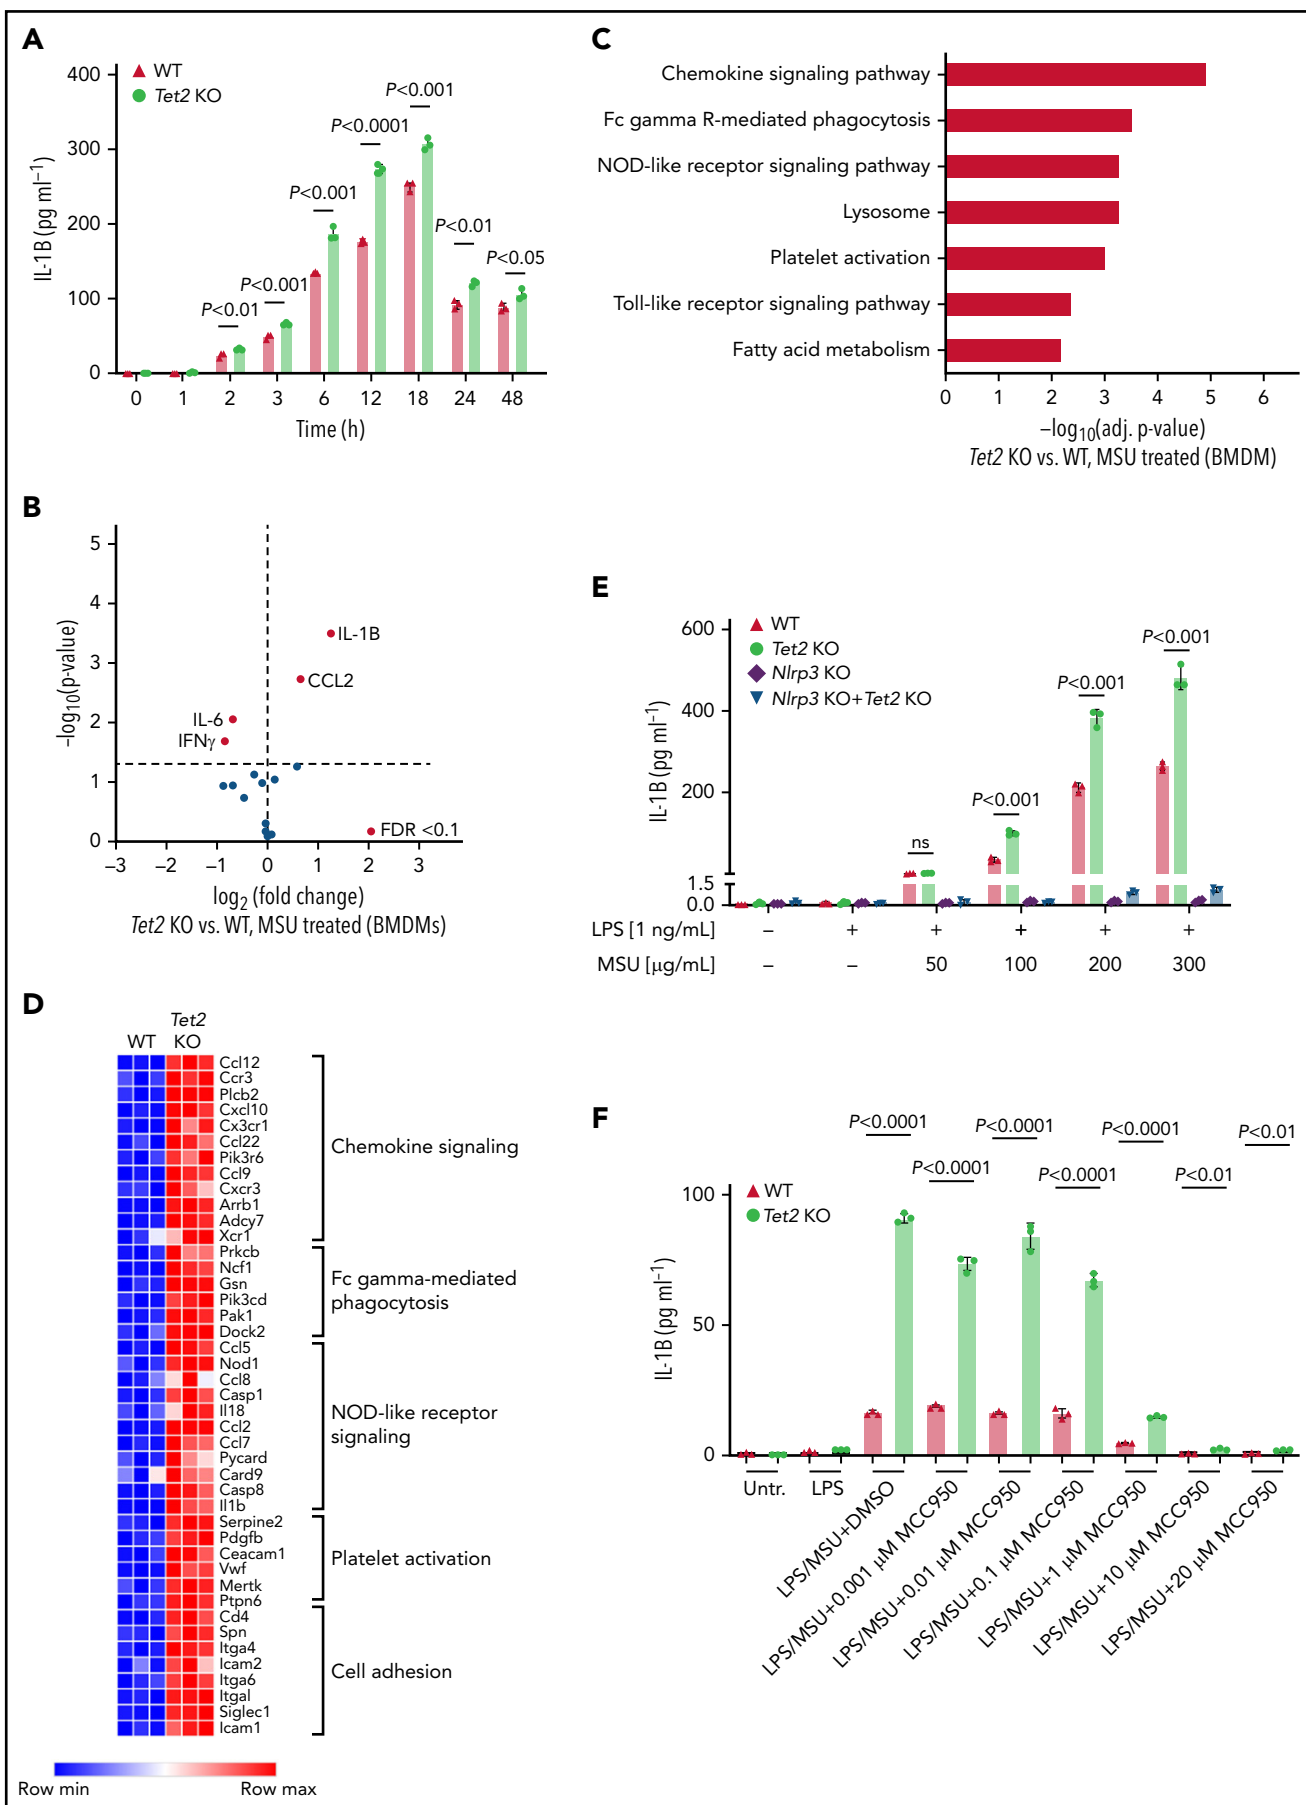 A
WT
Tet2 KO
IL-1B (pg ml−1)
400
300
200
100
0
P<0.01
P<0.001
P<0.001
P<0.0001
P<0.001
P<0.01
P<0.05
0 1 2 3 6 12 18 24 48
Time (h)
B
−log10(p-value)
5
4
3
2
1
0
IL-1B
CCL2
IL-6
IFNγ
FDR <0.1
−3 −2 −1 0 1 2 3
log2 (fold change)
Tet2 KO vs. WT, MSU treated (BMDMs)
C
Chemokine signaling pathway
Fc gamma R-mediated phagocytosis
NOD-like receptor signaling pathway
Lysosome
Platelet activation
Toll-like receptor signaling pathway
Fatty acid metabolism
0 1 2 3 4 5 6
−log10(adj. p-value)
Tet2 KO vs. WT, MSU treated (BMDM)
D
WT
Tet2
KO
Ccl12
Ccr3
Plcb2
Cxcl10
Cx3cr1
Ccl22
Pik3r6
Ccl9
Cxcr3
Arrb1
Adcy7
Xcr1
Prkcb
Ncf1
Gsn
Pik3cd
Pak1
Dock2
Ccl5
Nod1
Ccl8
Casp1
Il18
Ccl2
Ccl7
Pycard
Card9
Casp8
Il1b
Serpine2
Pdgfb
Ceacam1
Vwf
Mertk
Ptpn6
Cd4
Spn
Itga4
Icam2
Itga6
Itgal
Siglec1
Icam1
Chemokine signaling
Fc gamma-mediated
phagocytosis
NOD-like receptor
signaling
Platelet activation
Cell adhesion
Row min
Row max
E
WT
Tet2 KO
Nlrp3 KO
Nlrp3 KO+Tet2 KO
IL-1B (pg ml−1)
600
400
200
1.5
0.0
ns
P<0.001
P<0.001
P<0.001
LPS [1 ng/mL] − + + + + +
MSU [μg/mL] − − 50 100 200 300
F
WT
Tet2 KO
IL-1B (pg ml−1)
100
50
0
P<0.0001
P<0.0001
P<0.0001
P<0.0001
P<0.0001
P<0.01
P<0.01
Untr.
LPS
LPS/MSU+DMSO
LPS/MSU+0.001 μM MCC950
LPS/MSU+0.01 μM MCC950
LPS/MSU+0.1 μM MCC950
LPS/MSU+1 μM MCC950
LPS/MSU+10 μM MCC950
LPS/MSU+20 μM MCC950